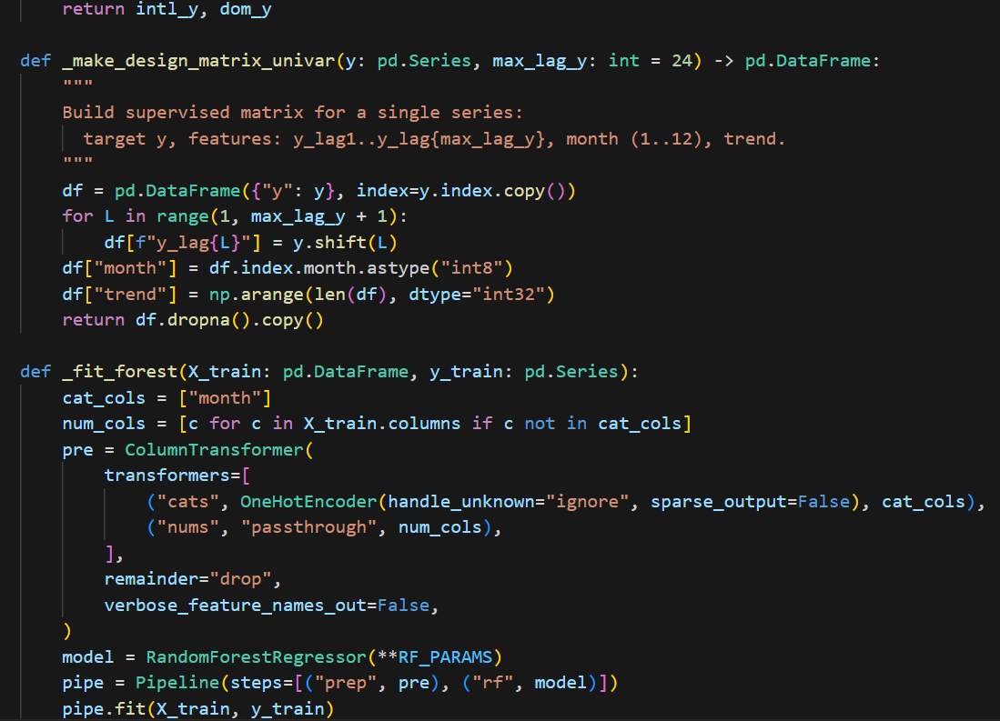 return intl_y, dom_y

def _make_design_matrix_univar(y: pd.Series, max_lag_y: int = 24) -> pd.DataFrame:
    """
    Build supervised matrix for a single series:
      target y, features: y_lag1..y_lag{max_lag_y}, month (1..12), trend.
    """
    df = pd.DataFrame({"y": y}, index=y.index.copy())
    for L in range(1, max_lag_y + 1):
        df[f"y_lag{L}"] = y.shift(L)
    df["month"] = df.index.month.astype("int8")
    df["trend"] = np.arange(len(df), dtype="int32")
    return df.dropna().copy()

def _fit_forest(X_train: pd.DataFrame, y_train: pd.Series):
    cat_cols = ["month"]
    num_cols = [c for c in X_train.columns if c not in cat_cols]
    pre = ColumnTransformer(
        transformers=[
            ("cats", OneHotEncoder(handle_unknown="ignore", sparse_output=False), cat_cols),
            ("nums", "passthrough", num_cols),
        ],
        remainder="drop",
        verbose_feature_names_out=False,
    )
    model = RandomForestRegressor(**RF_PARAMS)
    pipe = Pipeline(steps=[("prep", pre), ("rf", model)])
    pipe.fit(X_train, y_train)